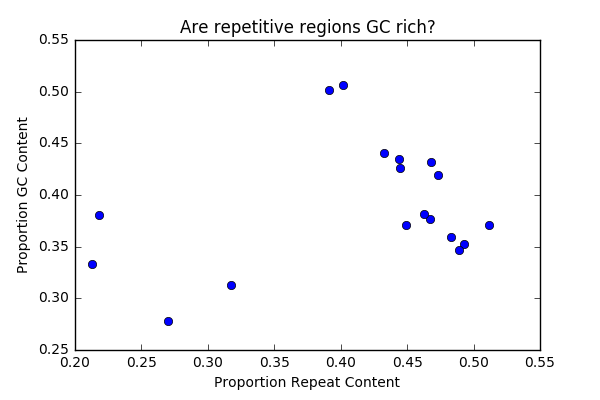 Are repetitive regions GC rich?
0.55
0.50
0.45
0.40
0.35
0.30
0.25
Proportion GC Content
0.20 0.25 0.30 0.35 0.40 0.45 0.50 0.55
Proportion Repeat Content